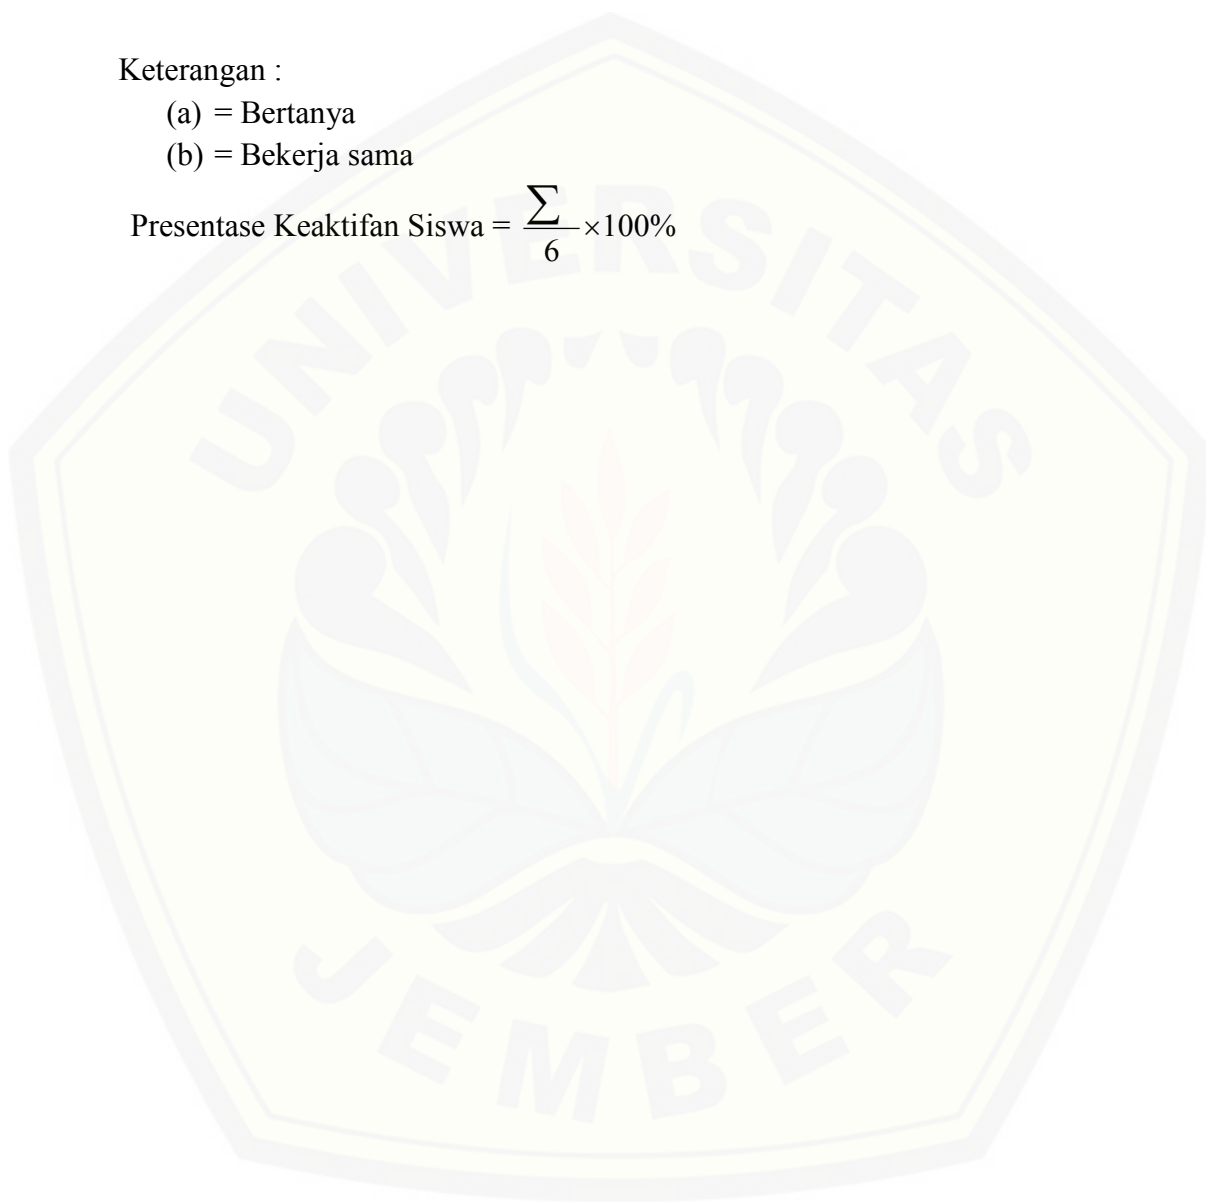 Keterangan :
(a) = Bertanya
(b) = Bekerja sama
Presentase Keaktifan Siswa = ∑/6 ×100%
UNIVERSITAS
JEMBER